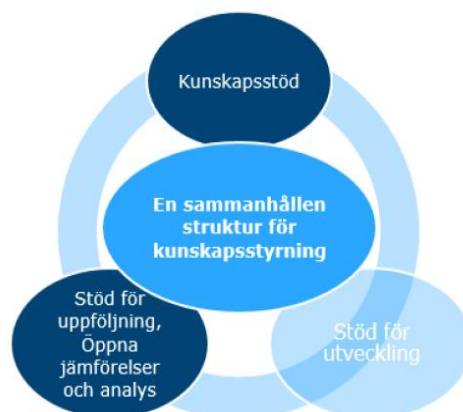 Kunskapsstöd
En sammanhållen
struktur för
kunskapsstyrning
Stöd för
uppföljning,
Öppna
jämförelser
och analys
Stöd för
utveckling